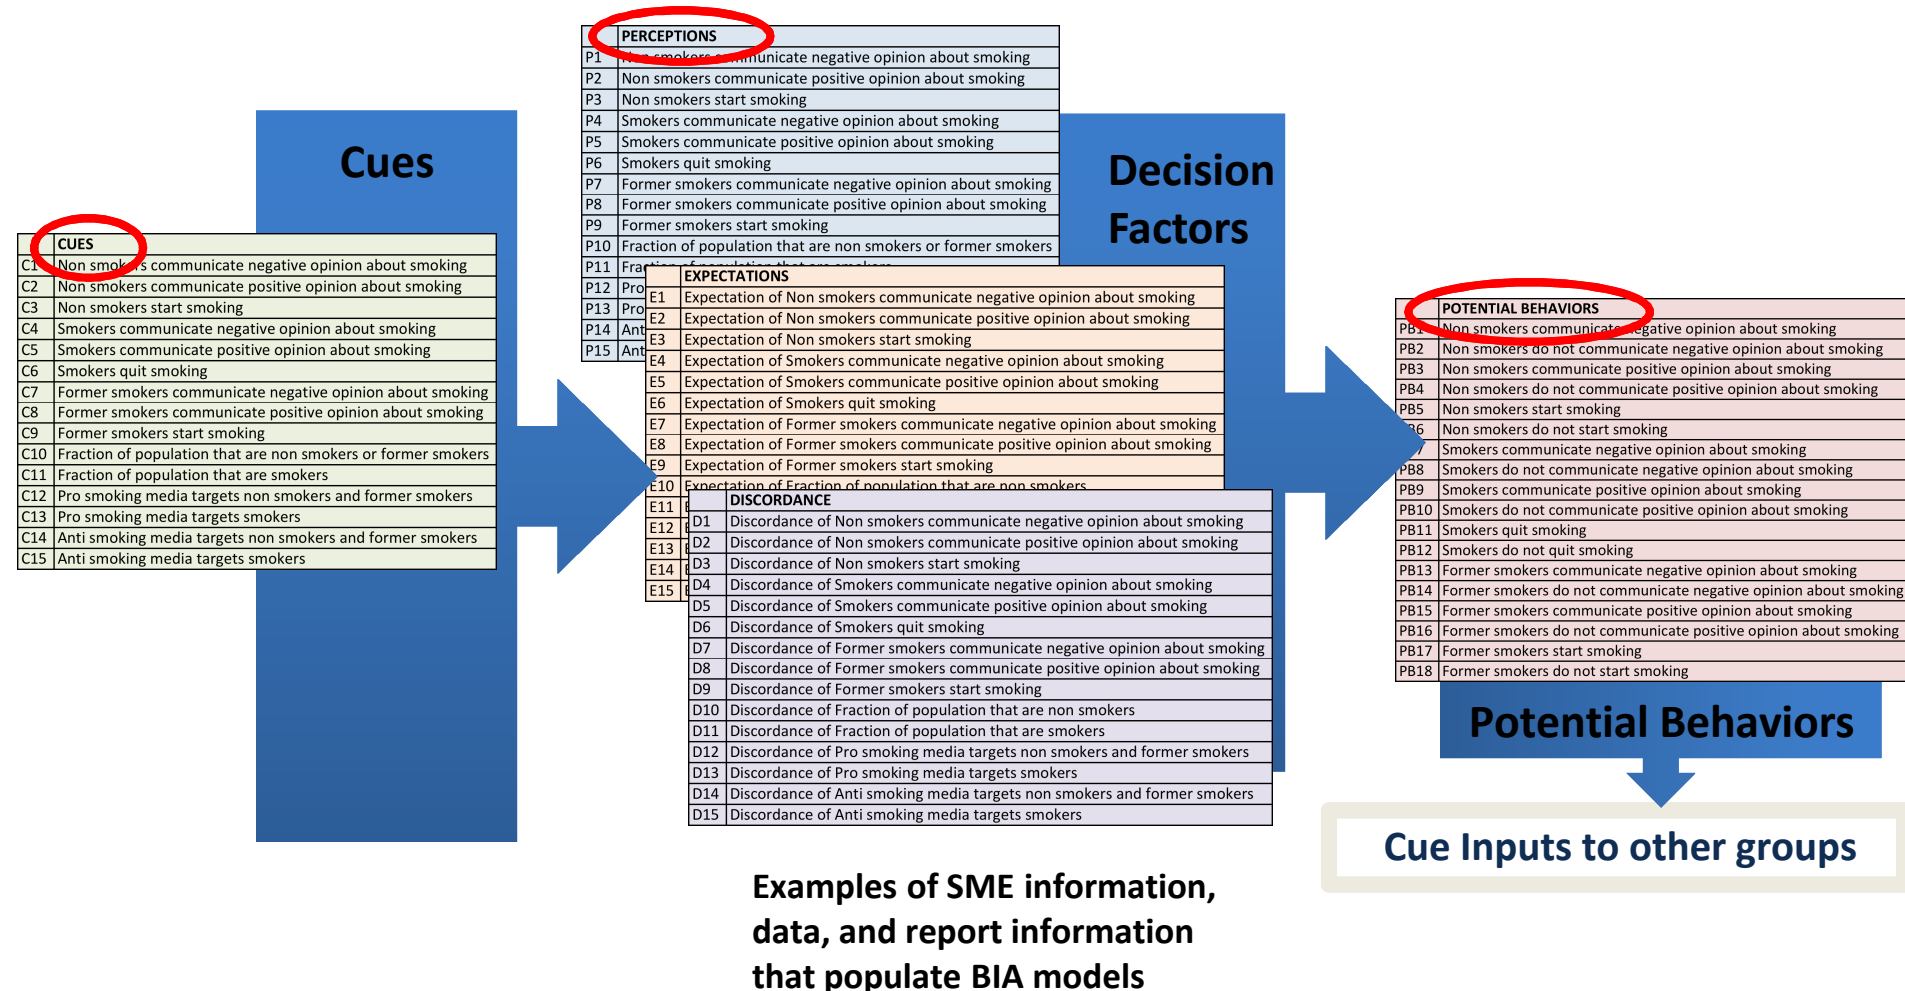 Cues
CUES
C1 Non smokers communicate negative opinion about smoking
C2 Non smokers communicate positive opinion about smoking
C3 Non smokers start smoking
C4 Smokers communicate negative opinion about smoking
C5 Smokers communicate positive opinion about smoking
C6 Smokers quit smoking
C7 Former smokers communicate negative opinion about smoking
C8 Former smokers communicate positive opinion about smoking
C9 Former smokers start smoking
C10 Fraction of population that are non smokers or former smokers
C11 Fraction of population that are smokers
C12 Pro smoking media targets non smokers and former smokers
C13 Pro smoking media targets smokers
C14 Anti smoking media targets non smokers and former smokers
C15 Anti smoking media targets smokers
PERCEPTIONS
P1 Non smokers communicate negative opinion about smoking
P2 Non smokers communicate positive opinion about smoking
P3 Non smokers start smoking
P4 Smokers communicate negative opinion about smoking
P5 Smokers communicate positive opinion about smoking
P6 Smokers quit smoking
P7 Former smokers communicate negative opinion about smoking
P8 Former smokers communicate positive opinion about smoking
P9 Former smokers start smoking
P10 Fraction of population that are non smokers or former smokers
P11 Fraction of population that are smokers
P12 Pro
P13 Pro
P14 Ant
P15 Ant
EXPECTATIONS
E1 Expectation of Non smokers communicate negative opinion about smoking
E2 Expectation of Non smokers communicate positive opinion about smoking
E3 Expectation of Non smokers start smoking
E4 Expectation of Smokers communicate negative opinion about smoking
E5 Expectation of Smokers communicate positive opinion about smoking
E6 Expectation of Smokers quit smoking
E7 Expectation of Former smokers communicate negative opinion about smoking
E8 Expectation of Former smokers communicate positive opinion about smoking
E9 Expectation of Former smokers start smoking
E10 Expectation of Fraction of population that are non smokers
E11
E12
E13
E14
E15
DISCORDANCE
D1 Discordance of Non smokers communicate negative opinion about smoking
D2 Discordance of Non smokers communicate positive opinion about smoking
D3 Discordance of Non smokers start smoking
D4 Discordance of Smokers communicate negative opinion about smoking
D5 Discordance of Smokers communicate positive opinion about smoking
D6 Discordance of Smokers quit smoking
D7 Discordance of Former smokers communicate negative opinion about smoking
D8 Discordance of Former smokers communicate positive opinion about smoking
D9 Discordance of Former smokers start smoking
D10 Discordance of Fraction of population that are non smokers
D11 Discordance of Fraction of population that are smokers
D12 Discordance of Pro smoking media targets non smokers and former smokers
D13 Discordance of Pro smoking media targets smokers
D14 Discordance of Anti smoking media targets non smokers and former smokers
D15 Discordance of Anti smoking media targets smokers
Decision
Factors
POTENTIAL BEHAVIORS
PB1 Non smokers communicate negative opinion about smoking
PB2 Non smokers do not communicate negative opinion about smoking
PB3 Non smokers communicate positive opinion about smoking
PB4 Non smokers do not communicate positive opinion about smoking
PB5 Non smokers start smoking
PB6 Non smokers do not start smoking
7 Smokers communicate negative opinion about smoking
PB8 Smokers do not communicate negative opinion about smoking
PB9 Smokers communicate positive opinion about smoking
PB10 Smokers do not communicate positive opinion about smoking
PB11 Smokers quit smoking
PB12 Smokers do not quit smoking
PB13 Former smokers communicate negative opinion about smoking
PB14 Former smokers do not communicate negative opinion about smoking
PB15 Former smokers communicate positive opinion about smoking
PB16 Former smokers do not communicate positive opinion about smoking
PB17 Former smokers start smoking
PB18 Former smokers do not start smoking
Potential Behaviors
Cue Inputs to other groups
Examples of SME information,
data, and report information
that populate BIA models